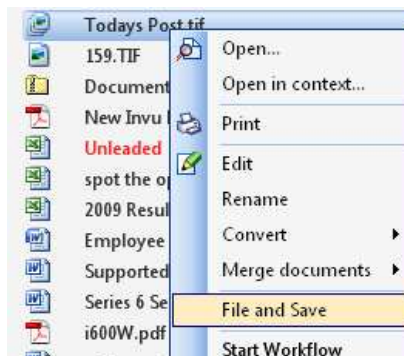 Todays Post.tif
159.TIF
Document
New Invu
Unleaded
spot the o
2009 Resul
Employee
Supported
Series 6 Se
i600W.pdf
Open...
Open in context...
Print
Edit
Rename
Convert
Merge documents
File and Save
Start Workflow